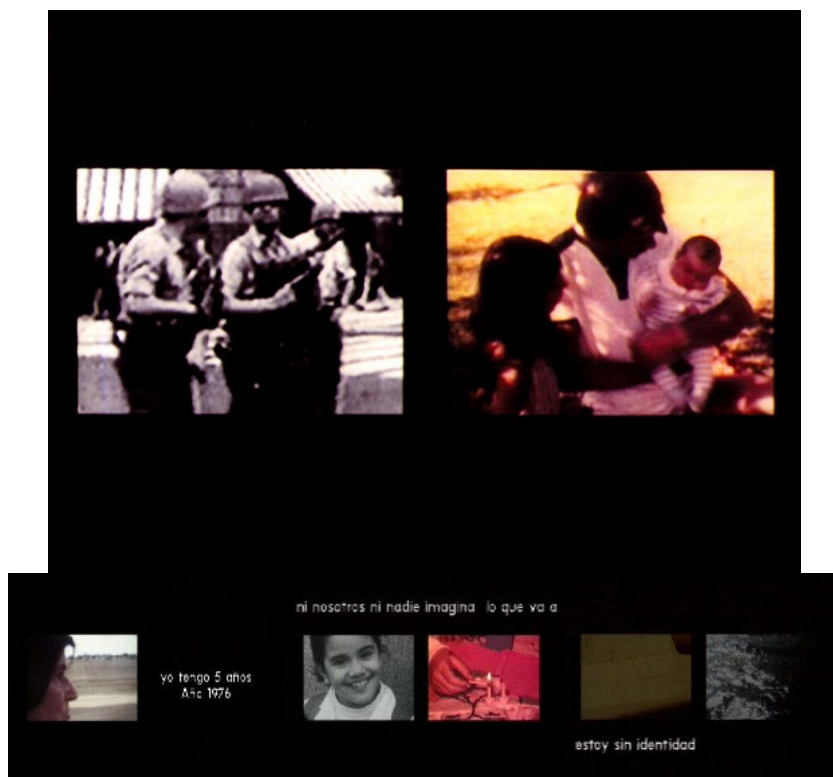 ni nosotros ni nadie imagina lo que va a
yo tengo 5 años
Año 1976
estoy sin identidad